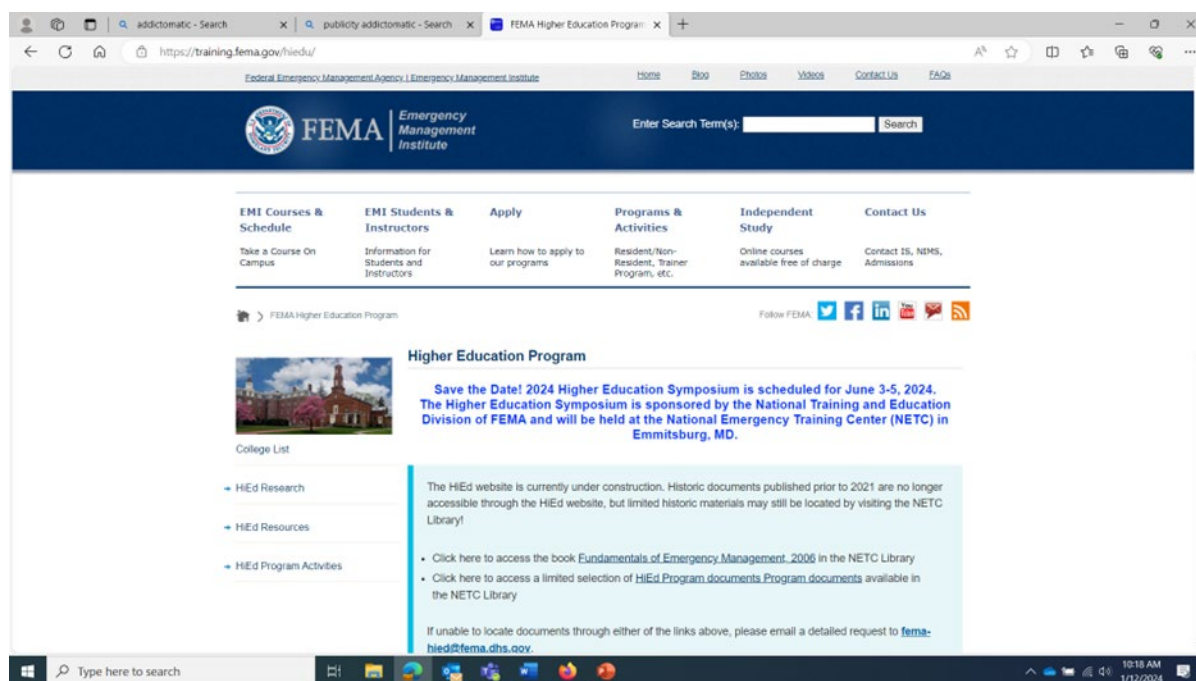 addictomatic - Search
publicity addictomatic - Search
FEMA Higher Education Program
https://training.fema.gov/hiedu/
Federal Emergency Management Agency | Emergency Management Institute
Home Blog Photos Videos Contact Us FAQs
FEMA
Emergency
Management
Institute
Enter Search Term(s):
Search
EMI Courses &
Schedule
Take a Course On
Campus
EMI Students &
Instructors
Information for
Students and
Instructors
Apply
Learn how to apply to
our programs
Programs &
Activities
Resident/Non-
Resident, Trainer
Program, etc.
Independent
Study
Online courses
available free of charge
Contact Us
Contact IS, NIMS,
Admissions
FEMA Higher Education Program
Follow FEMA:
Higher Education Program
Save the Date! 2024 Higher Education Symposium is scheduled for June 3-5, 2024.
The Higher Education Symposium is sponsored by the National Training and Education
Division of FEMA and will be held at the National Emergency Training Center (NETC) in
Emmitsburg, MD.
College List
HiEd Research
HiEd Resources
HiEd Program Activities
The HiEd website is currently under construction. Historic documents published prior to 2021 are no longer
accessible through the HiEd website, but limited historic materials may still be located by visiting the NETC
Library!
• Click here to access the book Fundamentals of Emergency Management, 2006 in the NETC Library
• Click here to access a limited selection of HiEd Program documents Program documents available in
the NETC Library
If unable to locate documents through either of the links above, please email a detailed request to fema-
hied@fema.dhs.gov.
Type here to search
10:18 AM
1/12/2024